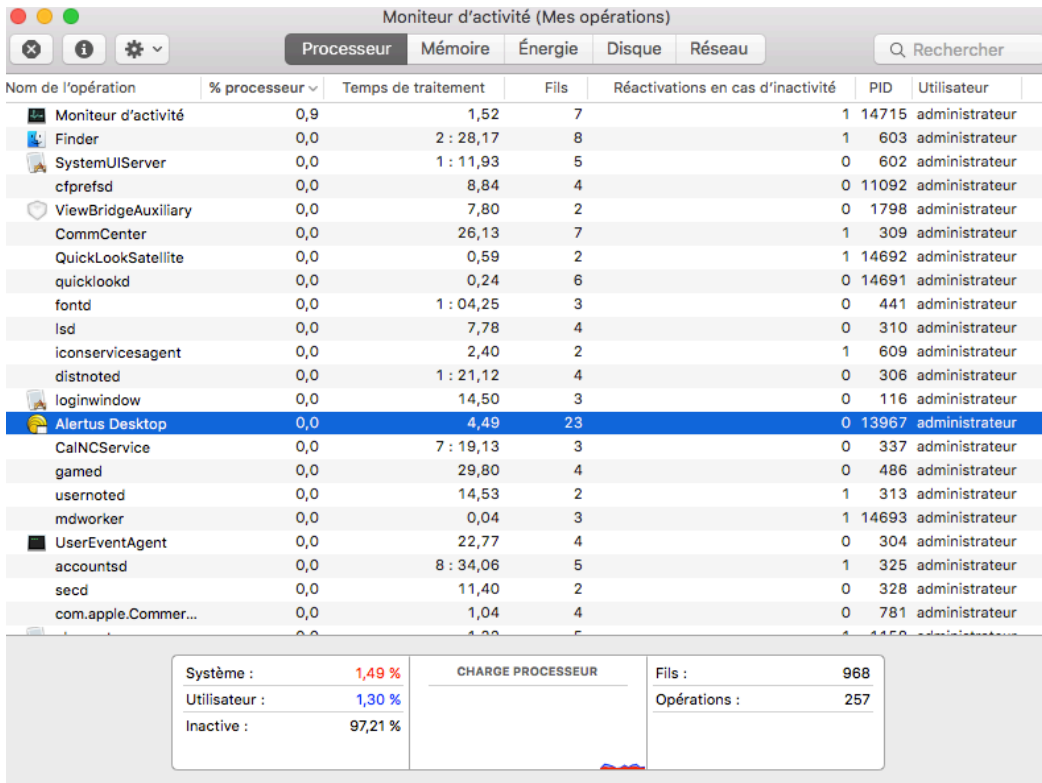 Moniteur d'activité (Mes opérations)
Processeur Mémoire Énergie Disque Réseau Rechercher
Nom de l'opération % processeur Temps de traitement Fils Réactivations en cas d'inactivité PID Utilisateur
Moniteur d'activité 0,9 1,52 7 1 14715 administrateur
Finder 0,0 2 : 28,17 8 1 603 administrateur
SystemUIServer 0,0 1 : 11,93 5 0 602 administrateur
cfprefsd 0,0 8,84 4 0 11092 administrateur
ViewBridgeAuxiliary 0,0 7,80 2 0 1798 administrateur
CommCenter 0,0 26,13 7 1 309 administrateur
QuickLookSatellite 0,0 0,59 2 1 14692 administrateur
quicklookd 0,0 0,24 6 0 14691 administrateur
fontd 0,0 1 : 04,25 3 0 441 administrateur
lsd 0,0 7,78 4 0 310 administrateur
iconservicesagent 0,0 2,40 2 1 609 administrateur
distnoted 0,0 1 : 21,12 4 0 306 administrateur
loginwindow 0,0 14,50 3 0 116 administrateur
Alertus Desktop 0,0 4,49 23 0 13967 administrateur
CalNCService 0,0 7 : 19,13 3 0 337 administrateur
gamed 0,0 29,80 4 0 486 administrateur
usernoted 0,0 14,53 2 1 313 administrateur
mdworker 0,0 0,04 3 1 14693 administrateur
UserEventAgent 0,0 22,77 4 0 304 administrateur
accountsd 0,0 8 : 34,06 5 1 325 administrateur
secd 0,0 11,40 2 0 328 administrateur
com.apple.Commer... 0,0 1,04 4 0 781 administrateur
Système : 1,49 % CHARGE PROCESSEUR Fils : 968
Utilisateur : 1,30 % Opérations : 257
Inactive : 97,21 %